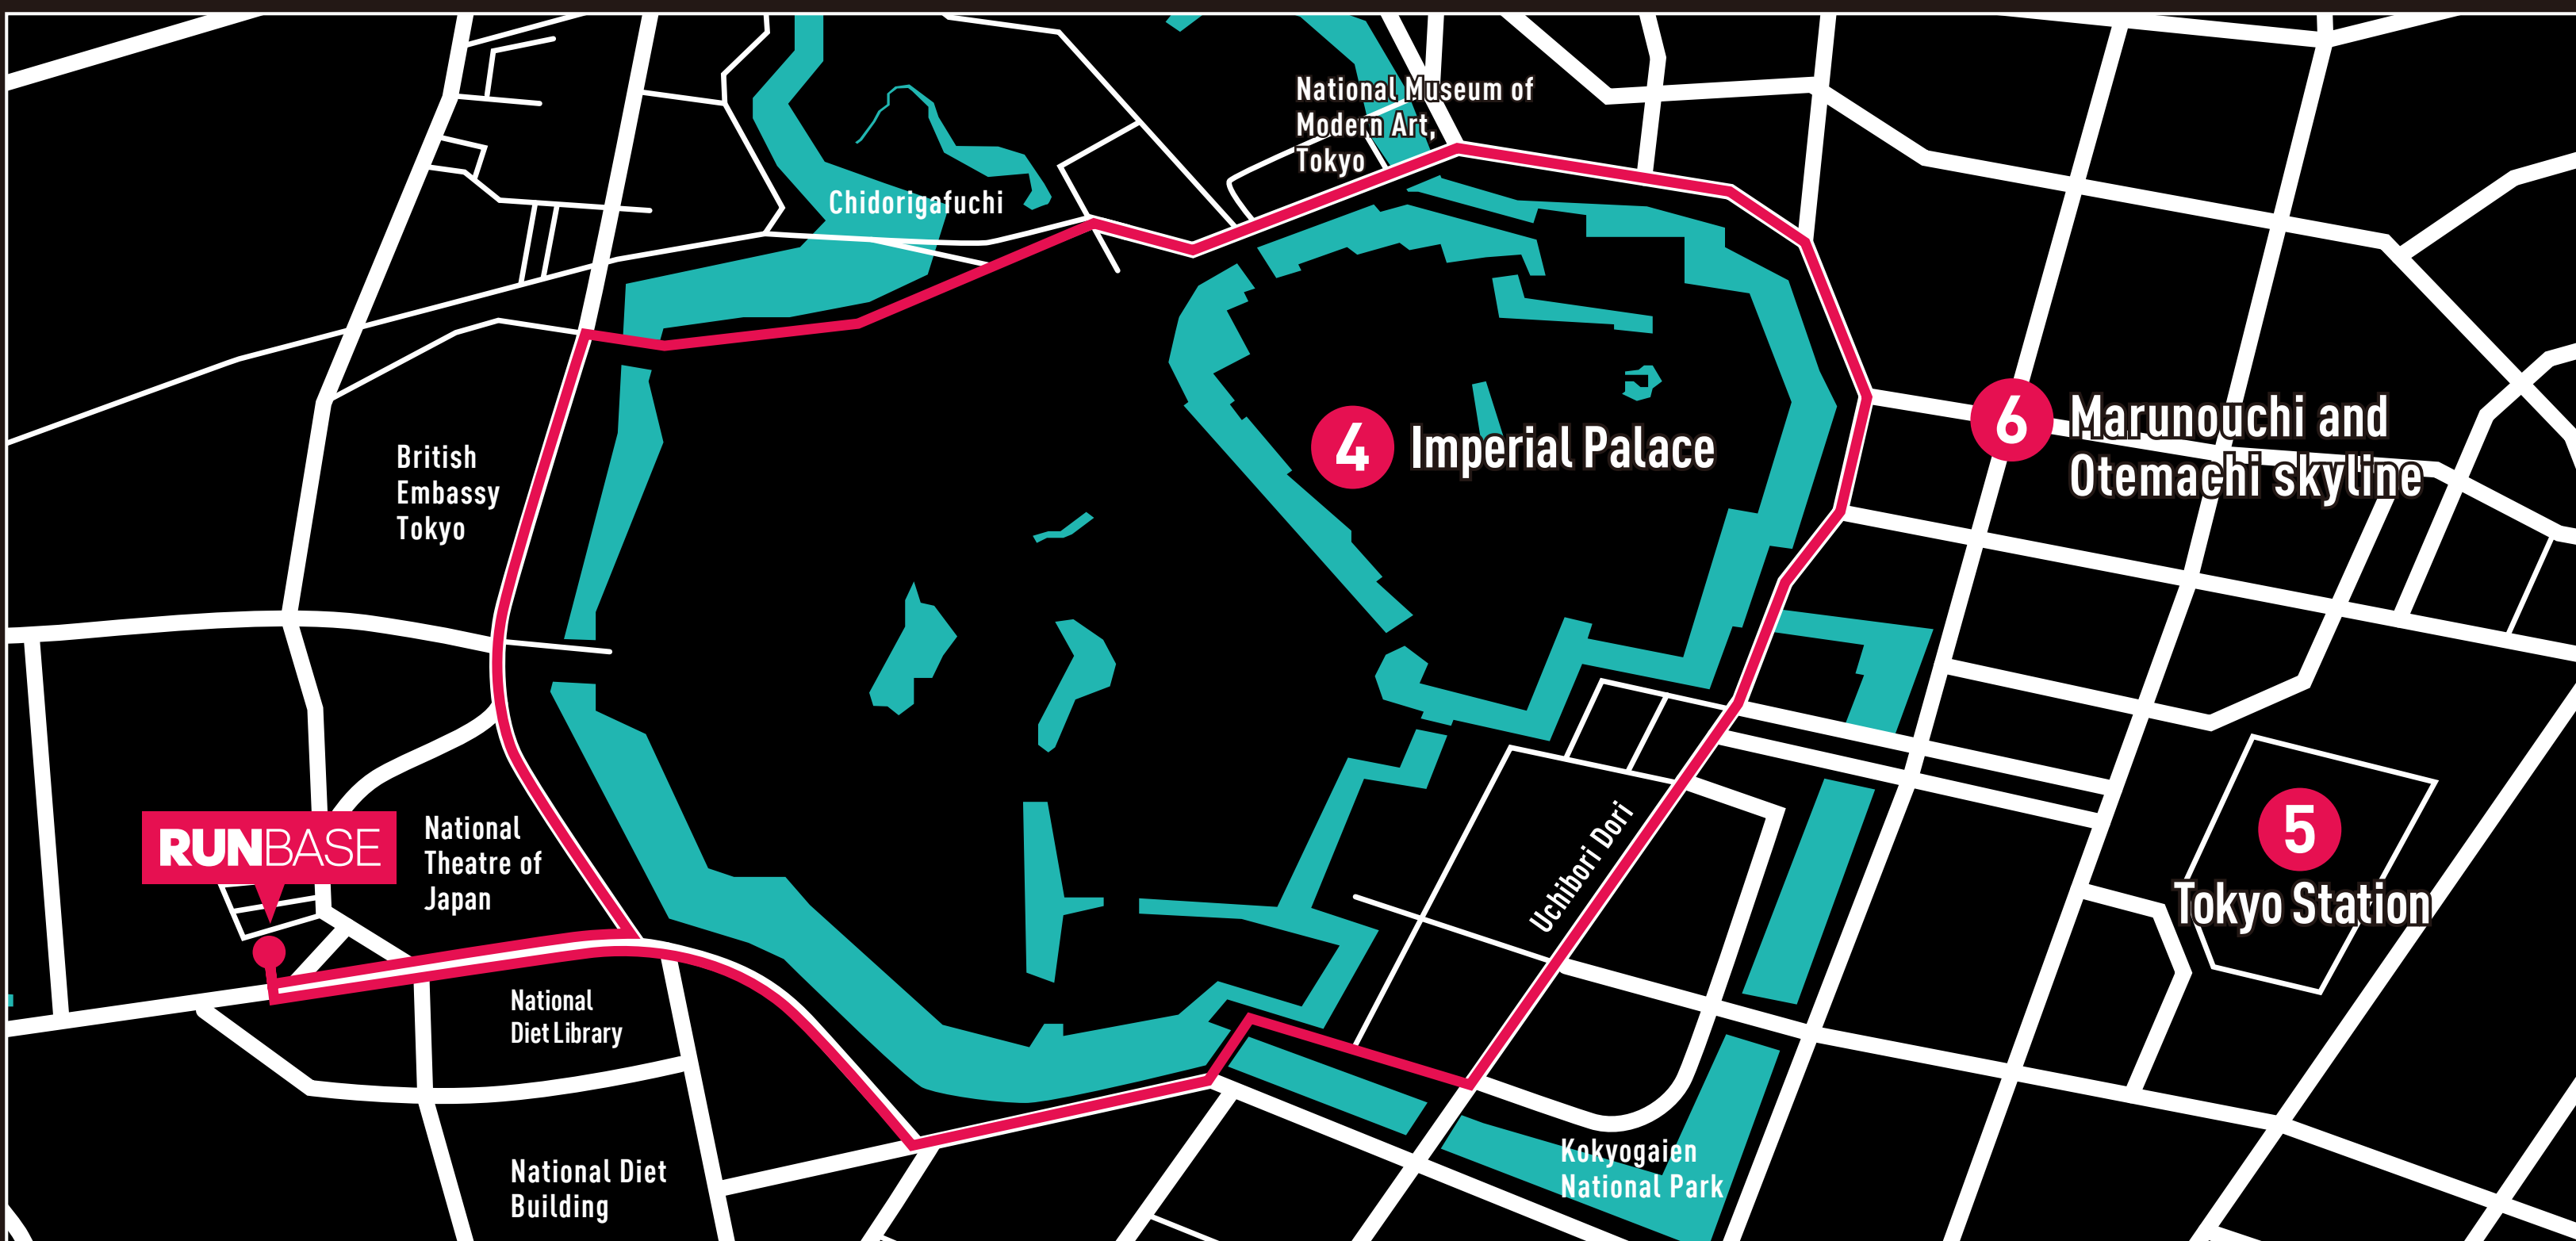 National Museum of
Modern Art,
Tokyo
Chidorigafuchi
British
Embassy
Tokyo
4
Imperial Palace
6
Marunouchi and
Otemachi skyline
RUNBASE
National
Theatre of
Japan
Uchibori Dori
5
Tokyo Station
National
Diet Library
Kokyogaien
National Park
National Diet
Building